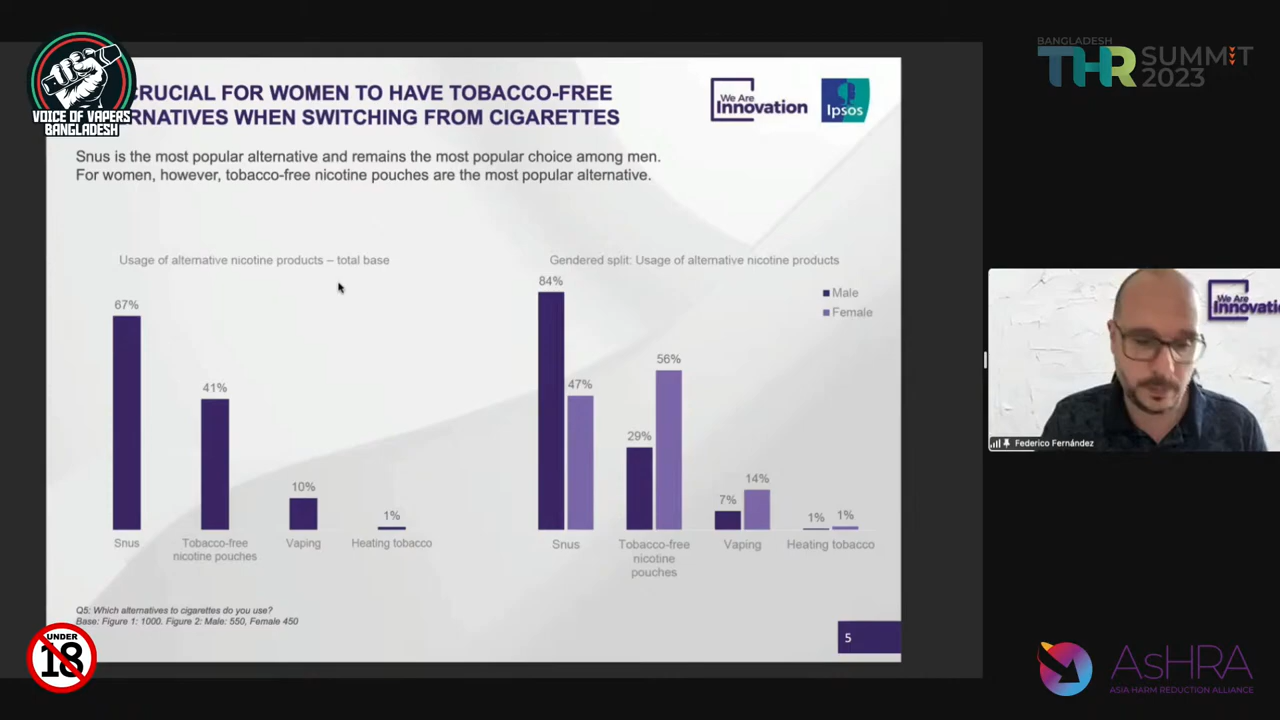 VOICE OF VAPERS
BANGLADESH
BANGLADESH
THR SUMMIT
2023
CRUCIAL FOR WOMEN TO HAVE TOBACCO-FREE
RNATIVES WHEN SWITCHING FROM CIGARETTES
We Are
Innovation
Ipsos
Snus is the most popular alternative and remains the most popular choice among men.
For women, however, tobacco-free nicotine pouches are the most popular alternative.
Usage of alternative nicotine products – total base
67%
41%
10%
1%
Snus
Tobacco-free
nicotine pouches
Vaping
Heating tobacco
Gendered split: Usage of alternative nicotine products
Male
Female
84%
47%
29%
56%
7%
14%
1%
1%
Snus
Tobacco-free
nicotine
pouches
Vaping
Heating tobacco
Q5: Which alternatives to cigarettes do you use?
Base: Figure 1: 1000. Figure 2: Male: 550, Female 450
5
We Are
Innovati
Federico Fernández
UNDER
18
AsHRA
ASIA HARM REDUCTION ALLIANCE